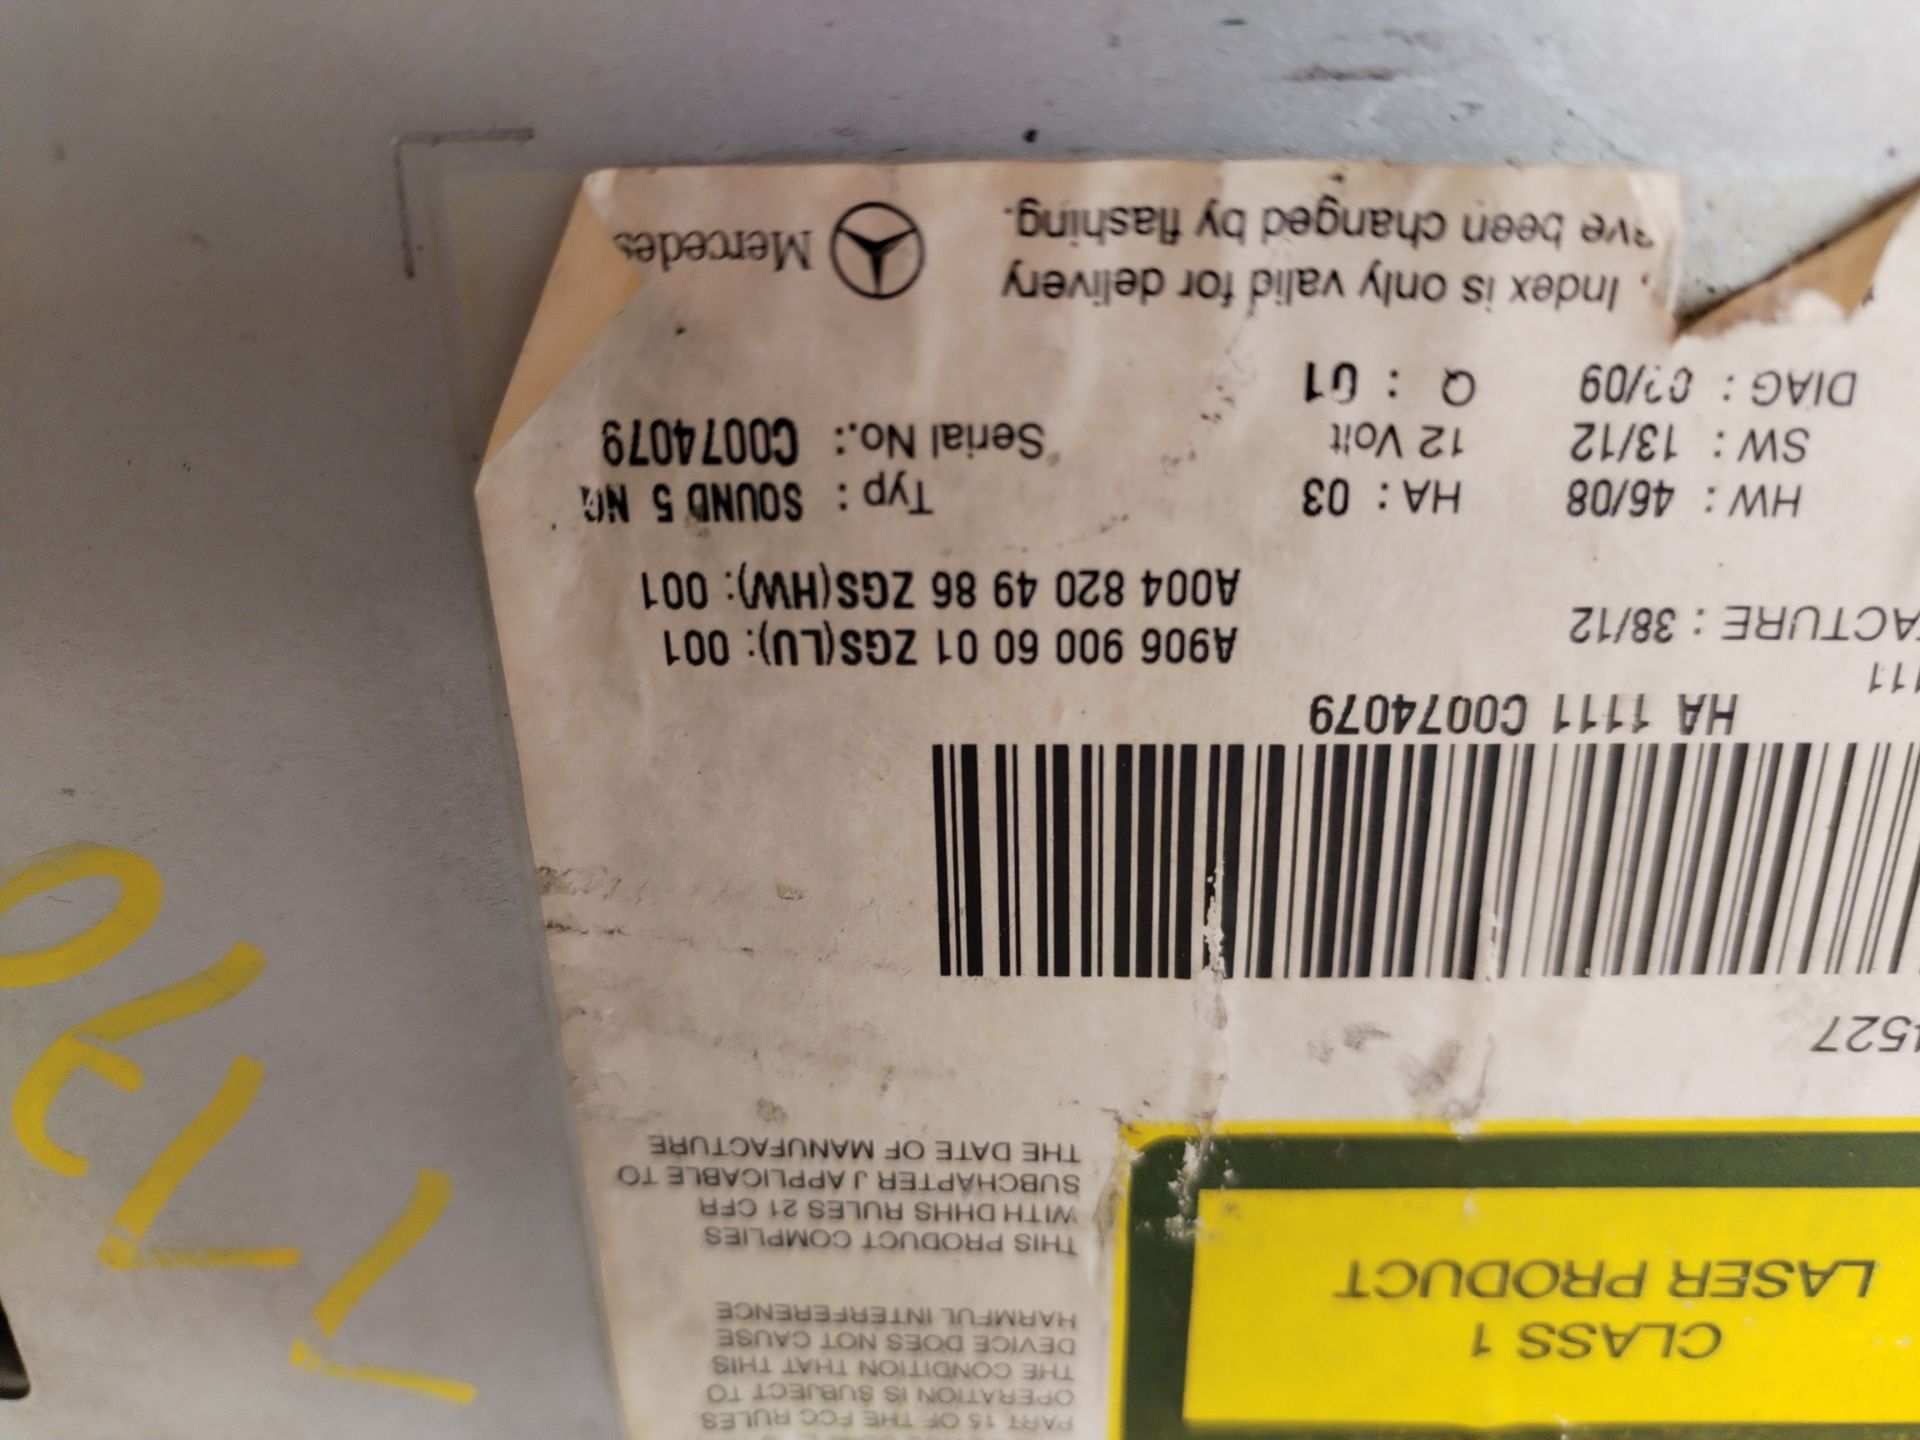 PART 15 OF THE FCC RULES
OPERATION IS SUBJECT TO
THE CONDITION THAT THIS
DEVICE DOES NOT CAUSE
HARMFUL INTERFERENCE
THIS PRODUCT COMPLIES
WITH DHHS RULES 21 CFR
SUBCHAPTER J APPLICABLE TO
THE DATE OF MANUFACTURE
CLASS 1
LASER PRODUCT
4527
HA 1111 C0074079
111
ACTURE : 38/12
A906 900 60 01 ZGS(LU): 001
A004 820 49 86 ZGS(HW): 001
HW : 46/08 HA : 03 Typ : SOUND 5 NG
SW : 13/12 12 Volt Serial No.: C0074079
DIAG : /09 Q : 01
. Index is only valid for delivery
ave been changed by flashing.
Mercedes